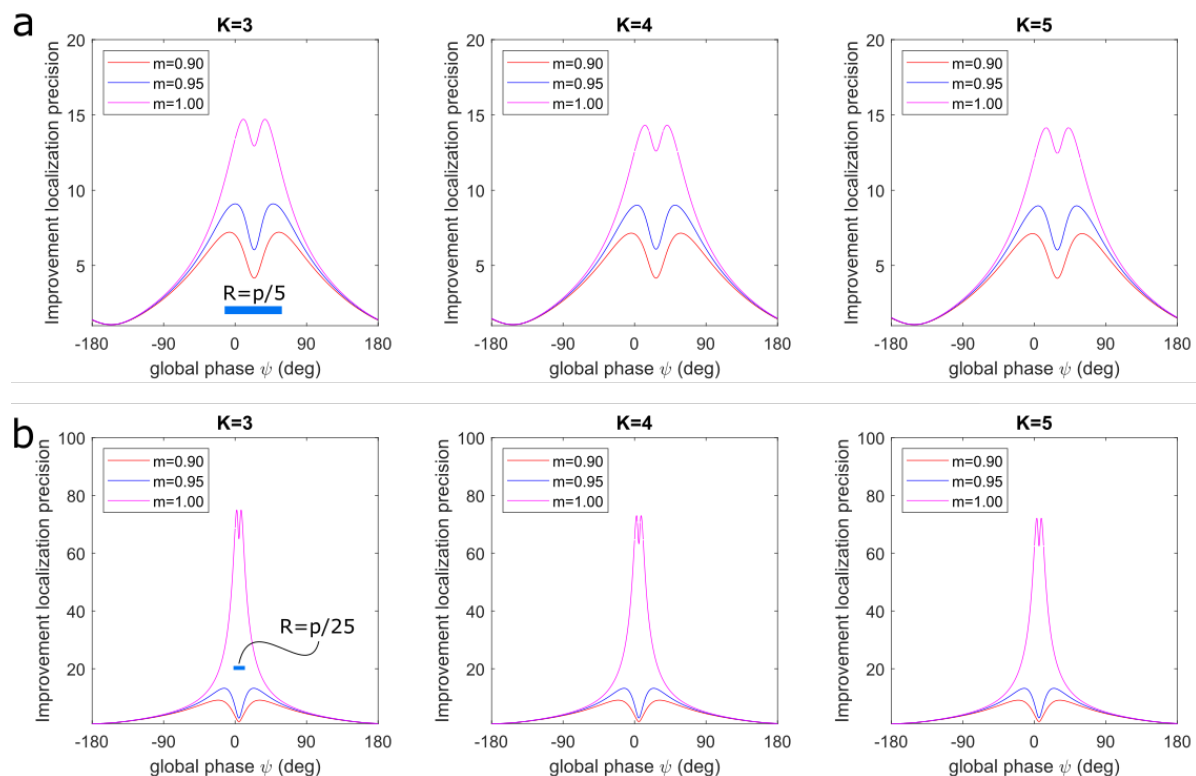 a
K=3
K=4
K=5
Improvement localization precision
20
15
10
5
m=0.90
m=0.95
m=1.00
R=p/5
-180 -90 0 90 180
global phase ψ (deg)
Improvement localization precision
20
15
10
5
m=0.90
m=0.95
m=1.00
-180 -90 0 90 180
global phase ψ (deg)
Improvement localization precision
20
15
10
5
m=0.90
m=0.95
m=1.00
-180 -90 0 90 180
global phase ψ (deg)
b
K=3
K=4
K=5
Improvement localization precision
100
80
60
40
20
m=0.90
m=0.95
m=1.00
R=p/25
-180 -90 0 90 180
global phase ψ (deg)
Improvement localization precision
100
80
60
40
20
m=0.90
m=0.95
m=1.00
-180 -90 0 90 180
global phase ψ (deg)
Improvement localization precision
100
80
60
40
20
m=0.90
m=0.95
m=1.00
-180 -90 0 90 180
global phase ψ (deg)